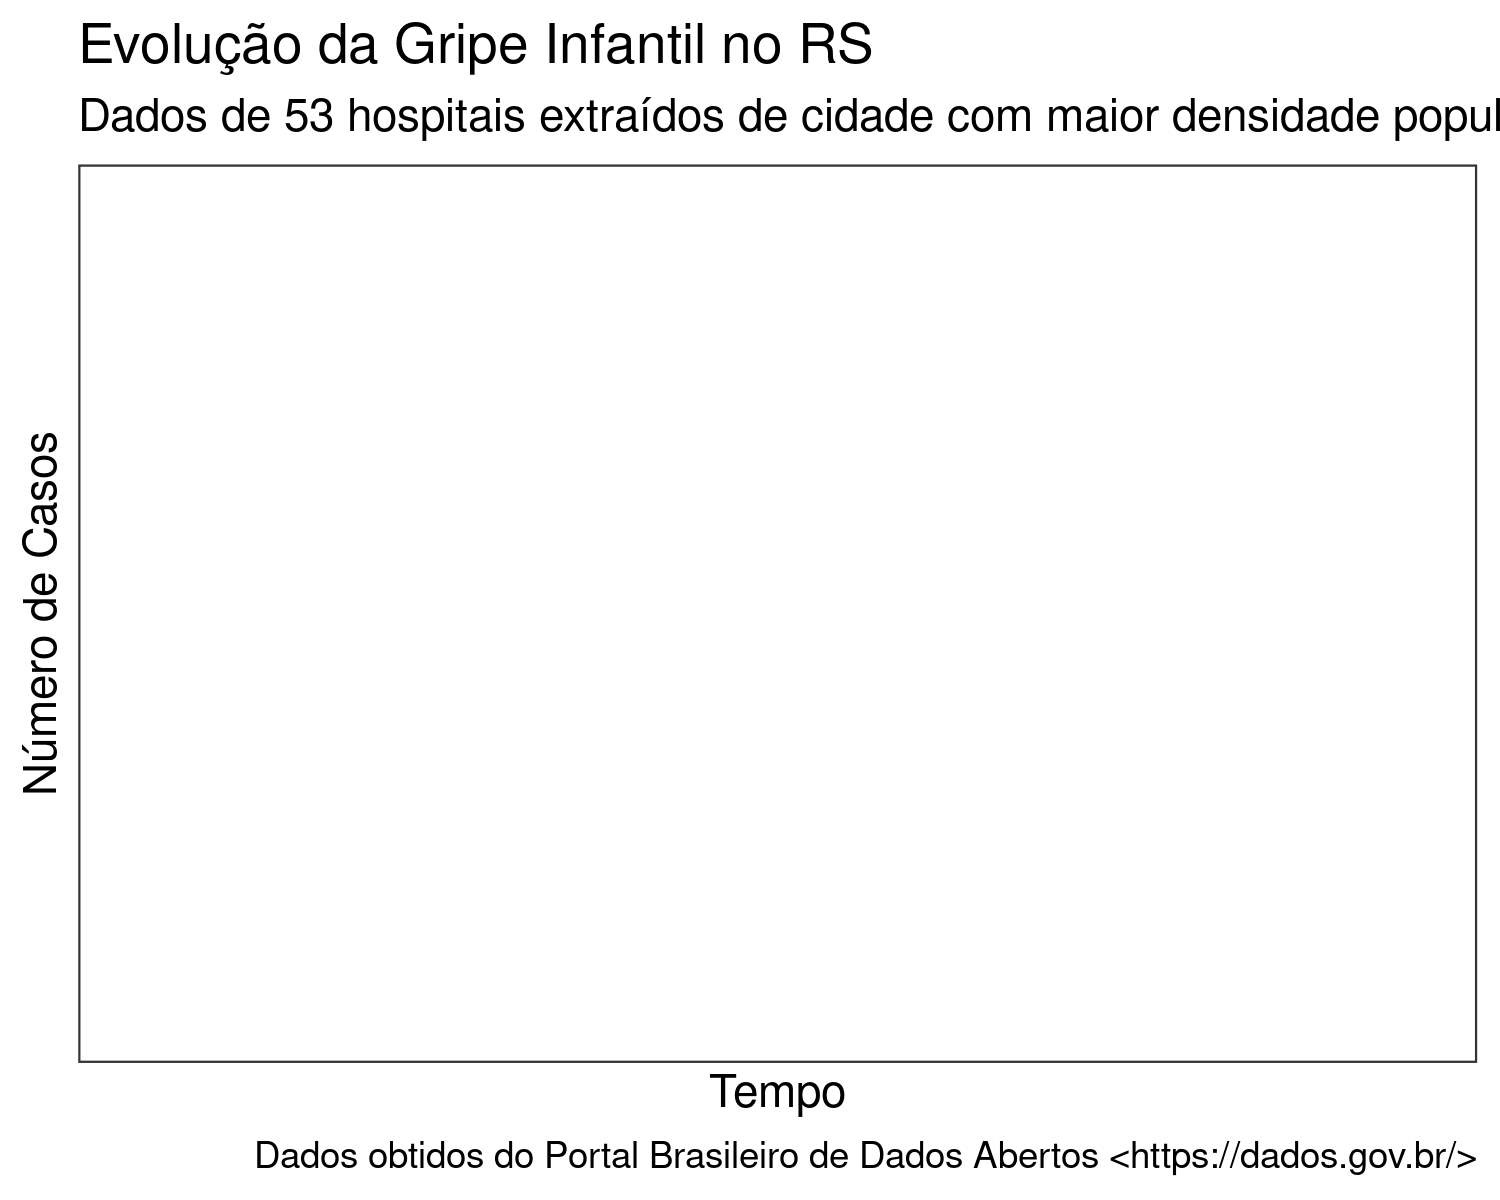 Evolução da Gripe Infantil no RS
Dados de 53 hospitais extraídos de cidade com maior densidade popul
Número de Casos
Tempo
Dados obtidos do Portal Brasileiro de Dados Abertos <https://dados.gov.br/>